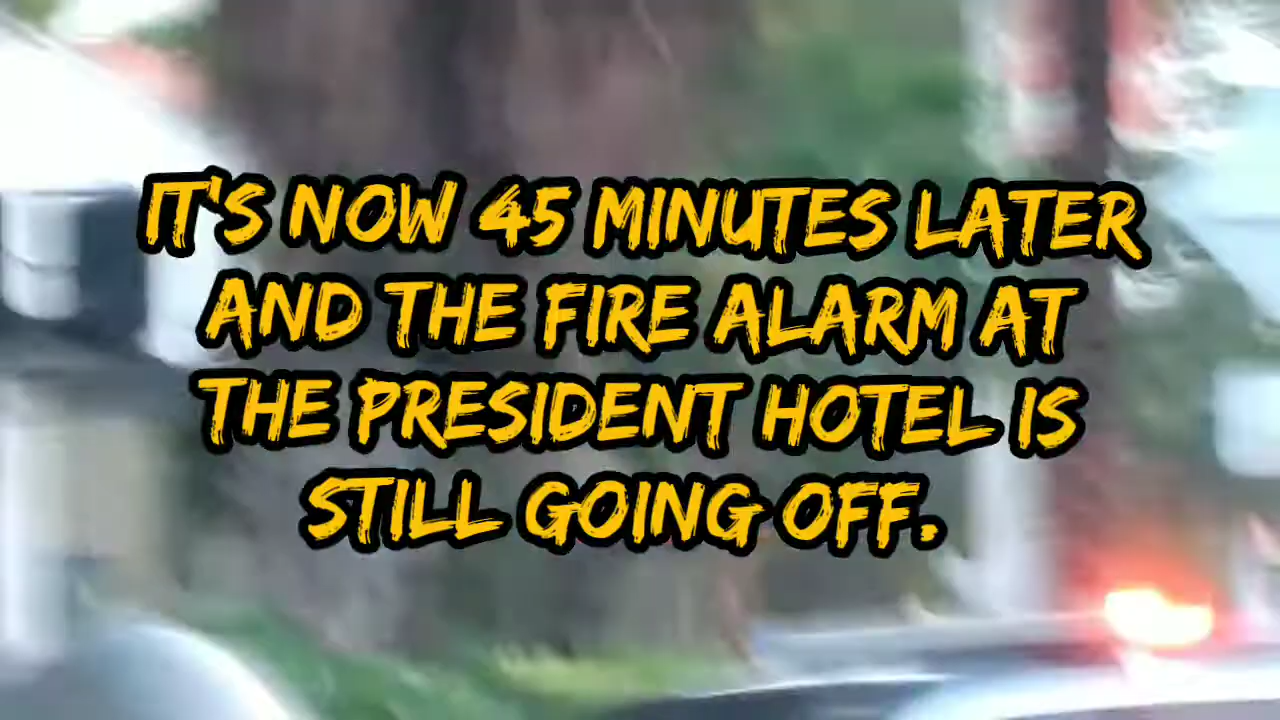 IT'S NOW 45 MINUTES LATER
AND THE FIRE ALARM AT
THE PRESIDENT HOTEL IS
STILL GOING OFF.